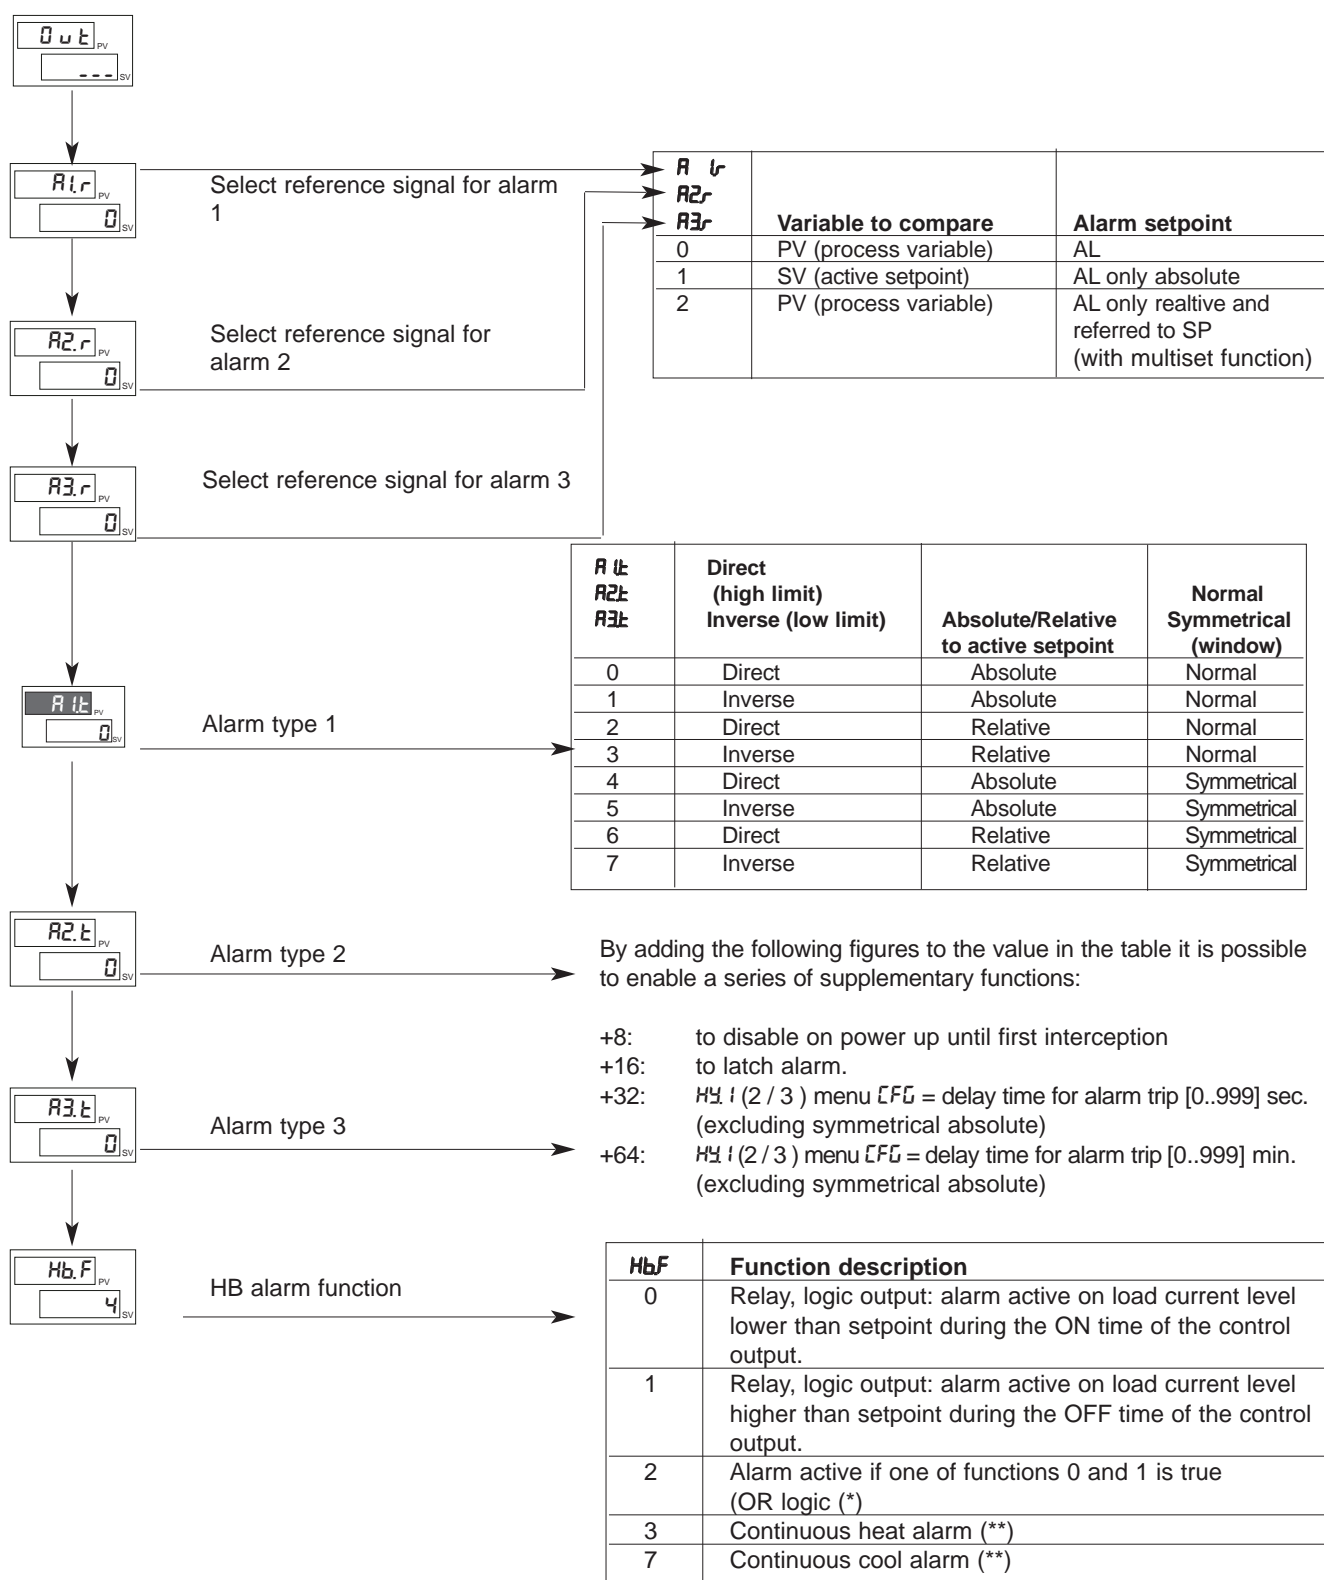 Out PV
--- SV
A1.r PV
0 SV
Select reference signal for alarm
1
A2.r PV
0 SV
Select reference signal for
alarm 2
A3.r PV
0 SV
Select reference signal for alarm 3
A1r
A2r
A3r Variable to compare Alarm setpoint
0 PV (process variable) AL
1 SV (active setpoint) AL only absolute
2 PV (process variable) AL only realtive and
referred to SP
(with multiset function)
A1.t PV
0 SV
Alarm type 1
A1.t Direct
A2.t (high limit) Normal
A3.t Inverse (low limit) Absolute/Relative Symmetrical
to active setpoint (window)
0 Direct Absolute Normal
1 Inverse Absolute Normal
2 Direct Relative Normal
3 Inverse Relative Normal
4 Direct Absolute Symmetrical
5 Inverse Absolute Symmetrical
6 Direct Relative Symmetrical
7 Inverse Relative Symmetrical
A2.t PV
0 SV
Alarm type 2
A3.t PV
0 SV
Alarm type 3
By adding the following figures to the value in the table it is possible
to enable a series of supplementary functions:
+8: to disable on power up until first interception
+16: to latch alarm.
+32: HY.1 (2 / 3 ) menu CFG = delay time for alarm trip [0..999] sec.
(excluding symmetrical absolute)
+64: HY.1 (2 / 3 ) menu CFG = delay time for alarm trip [0..999] min.
(excluding symmetrical absolute)
Hb.F PV
4 SV
HB alarm function
Hb.F Function description
0 Relay, logic output: alarm active on load current level
lower than setpoint during the ON time of the control
output.
1 Relay, logic output: alarm active on load current level
higher than setpoint during the OFF time of the control
output.
2 Alarm active if one of functions 0 and 1 is true
(OR logic (*)
3 Continuous heat alarm (**)
7 Continuous cool alarm (**)